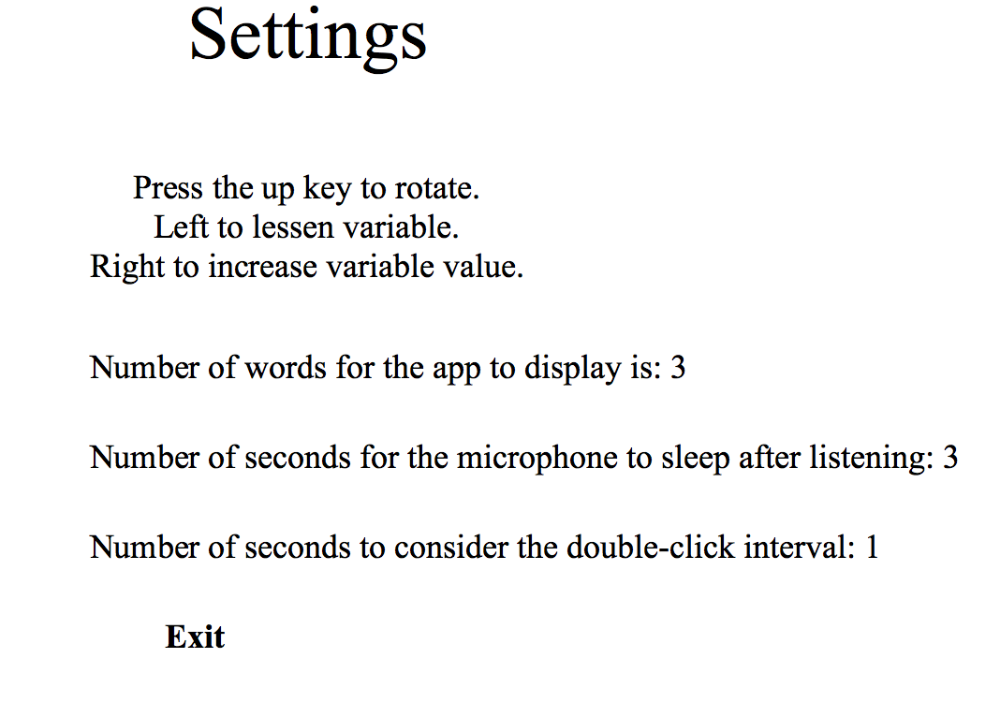 Settings
Press the up key to rotate.
Left to lessen variable.
Right to increase variable value.
Number of words for the app to display is: 3
Number of seconds for the microphone to sleep after listening: 3
Number of seconds to consider the double-click interval: 1
Exit